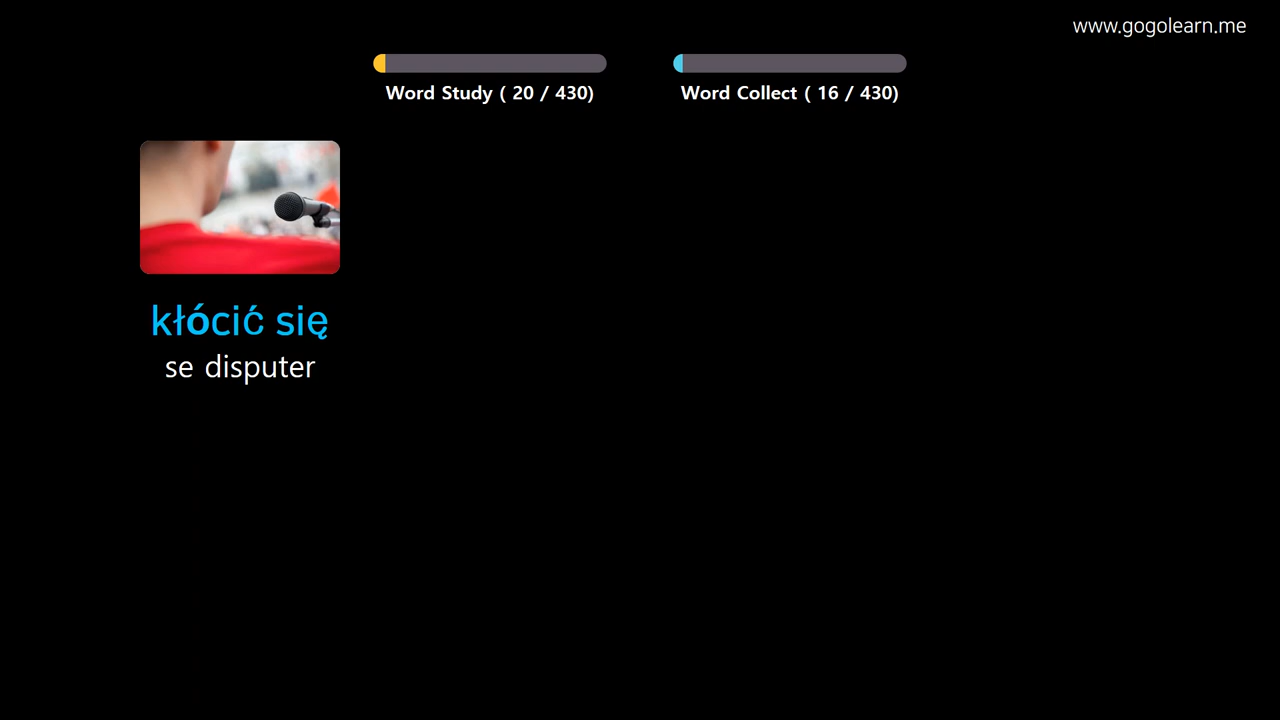 www.gogolearn.me
Word Study ( 20 / 430)
Word Collect ( 16 / 430)
kłócić się
se disputer